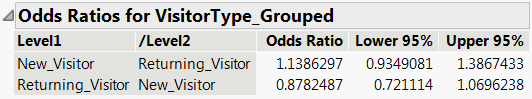 Odds Ratios for VisitorType_Grouped
Level1 /Level2 Odds Ratio Lower 95% Upper 95%
New_Visitor Returning_Visitor 1.1386297 0.9349081 1.3867433
Returning_Visitor New_Visitor 0.8782487 0.721114 1.0696238